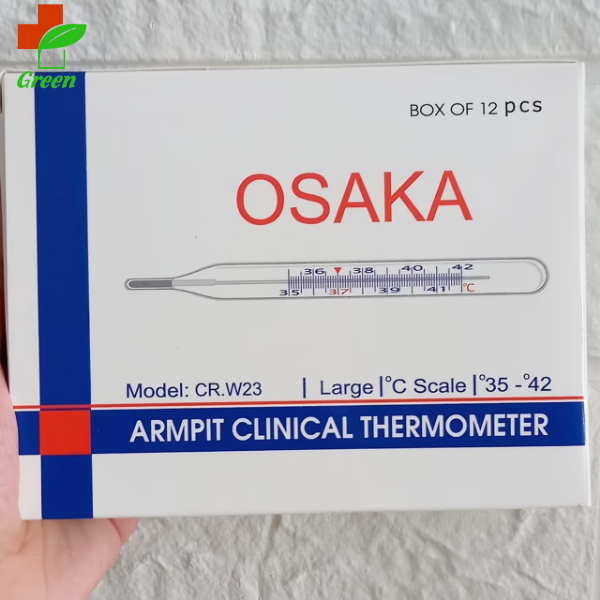 Green
BOX OF 12 pcs
OSAKA
36 38 40 42
35 37 39 41 °C
Model: CR.W23 | Large |°C Scale | °35 - °42
ARMPIT CLINICAL THERMOMETER